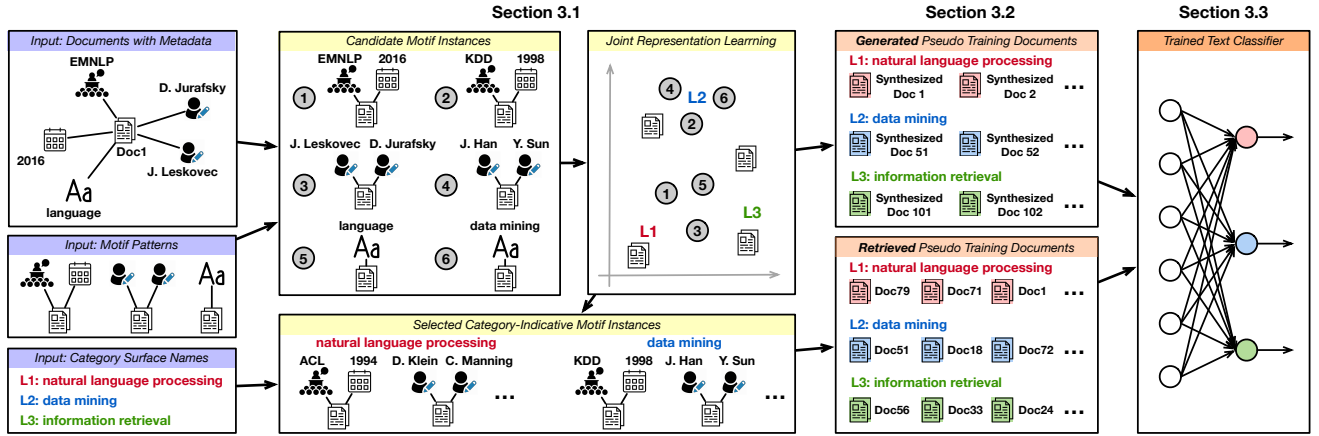 Section 3.1
Section 3.2
Section 3.3
Input: Documents with Metadata
EMNLP
D. Jurafsky
2016
Doc1
J. Leskovec
Aa
language
Input: Motif Patterns
Aa
Input: Category Surface Names
L1: natural language processing
L2: data mining
L3: information retrieval
Candidate Motif Instances
EMNLP 2016 KDD 1998
1 2
J. Leskovec D. Jurafsky J. Han Y. Sun
3 4
language data mining
Aa Aa
5 6
Joint Representation Learrning
4 L2 6
2
5
1
L3
L1 3
Selected Category-Indicative Motif Instances
natural language processing data mining
ACL 1994 D. Klein C. Manning KDD 1998 J. Han Y. Sun
... ...
Generated Pseudo Training Documents
L1: natural language processing
Synthesized Synthesized ...
Doc 1 Doc 2
L2: data mining
Synthesized Synthesized ...
Doc 51 Doc 52
L3: information retrieval
Synthesized Synthesized ...
Doc 101 Doc 102
Retrieved Pseudo Training Documents
L1: natural language processing
Doc79 Doc71 Doc1 ...
L2: data mining
Doc51 Doc18 Doc72 ...
L3: information retrieval
Doc56 Doc33 Doc24 ...
Trained Text Classifier